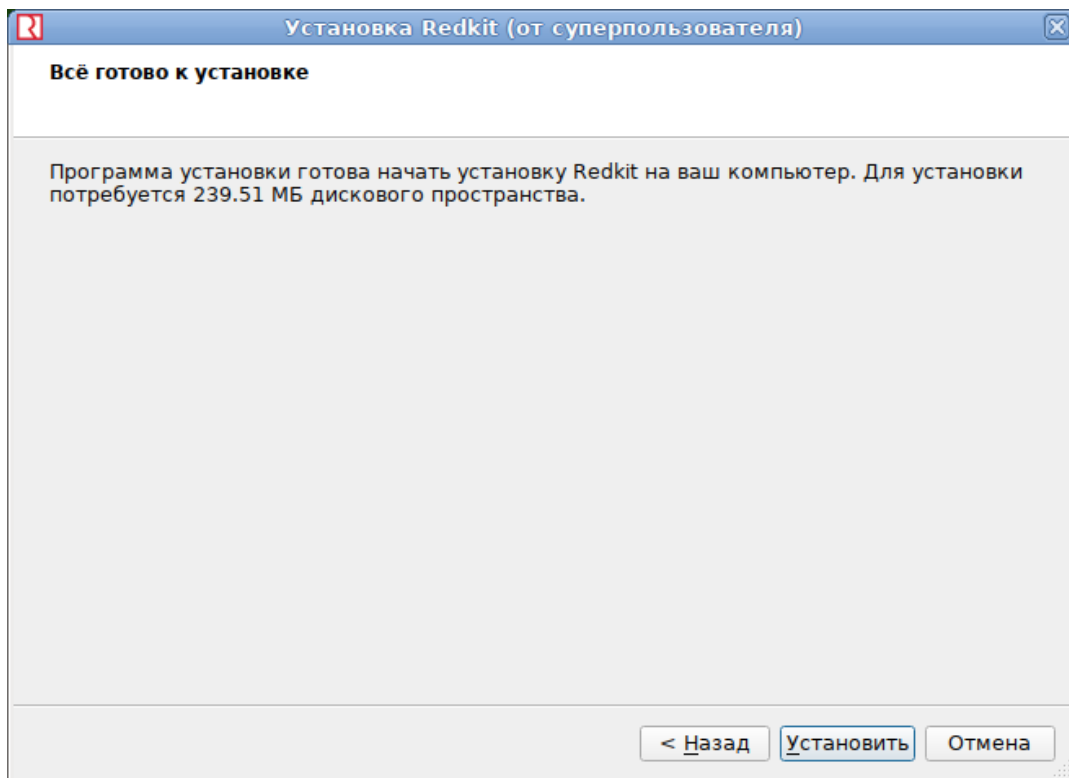 Установка Redkit (от суперпользователя)
Всё готово к установке
Программа установки готова начать установку Redkit на ваш компьютер. Для установки
потребуется 239.51 МБ дискового пространства.
< Назад Установить Отмена